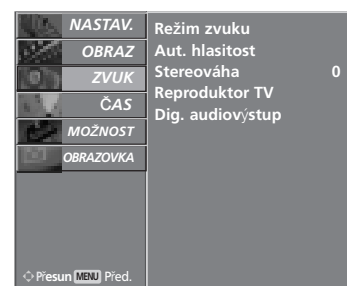 NASTAV.
OBRAZ
ZVUK
ČAS
MOŽNOST
OBRAZOVKA
Režim zvuku
Aut. hlasitost
Stereováha 0
Reproduktor TV
Dig. audiovýstup
Přesun MENU Před.